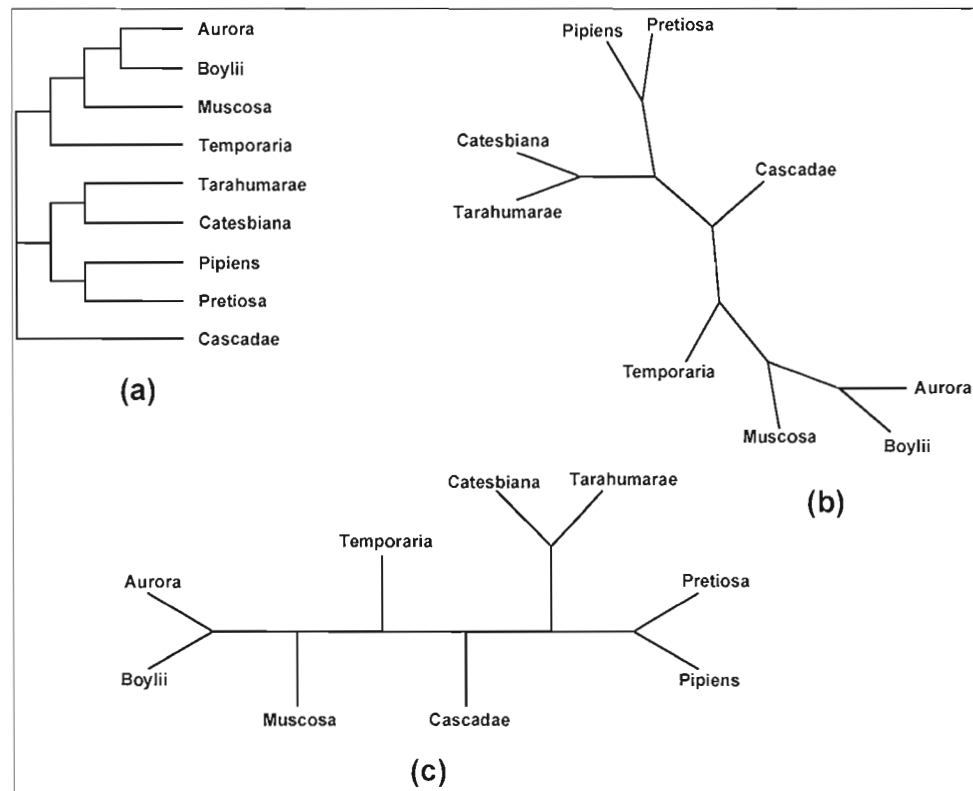 Aurora
Boylii
Muscosa
Temporaria
Tarahumarae
Catesbiana
Pipiens
Pretiosa
Cascadae
(a)
Pipiens
Pretiosa
Catesbiana
Tarahumarae
Cascadae
Temporaria
Muscosa
Aurora
Boylii
(b)
Catesbiana
Tarahumarae
Temporaria
Aurora
Pretiosa
Boylii
Pipiens
Muscosa
Cascadae
(c)